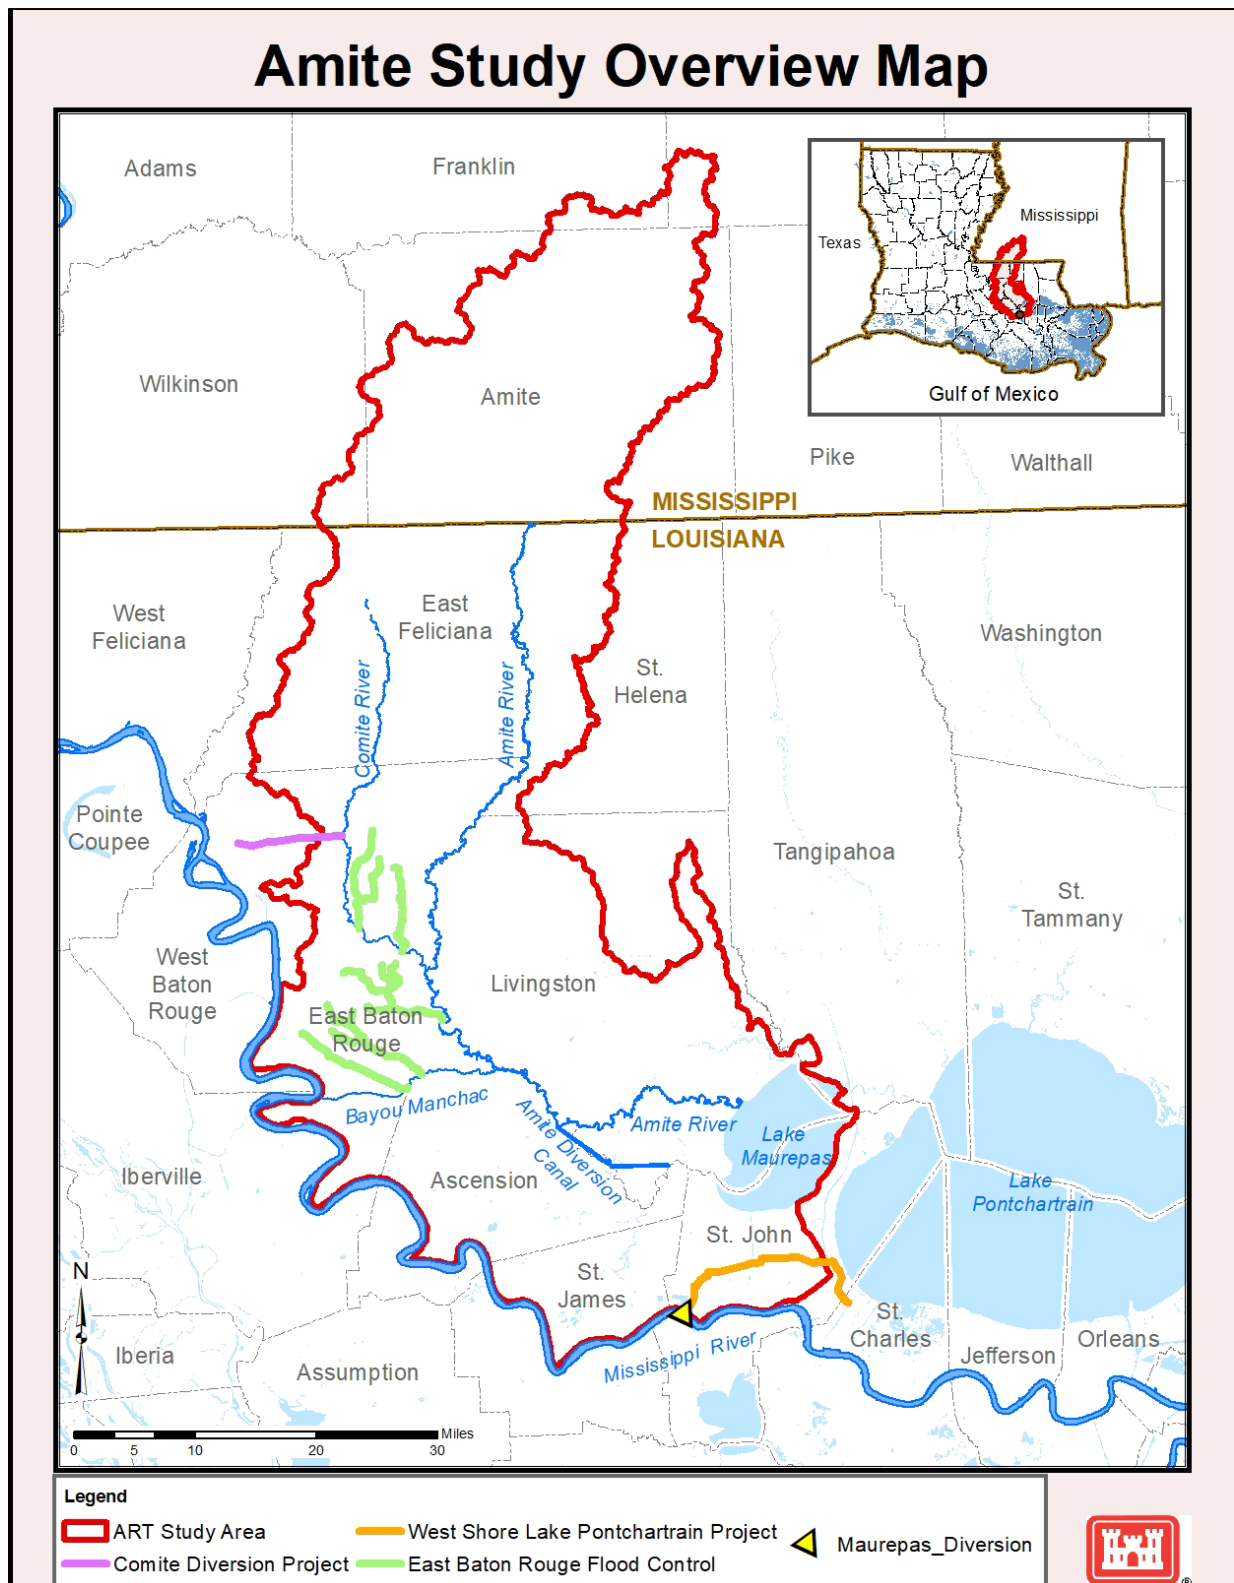 Amite Study Overview Map
Adams
Franklin
Texas
Mississippi
Gulf of Mexico
Wilkinson
Amite
Pike
Walthall
MISSISSIPPI
LOUISIANA
West
Feliciana
East
Feliciana
St.
Helena
Washington
Comite River
Amite River
Pointe
Coupee
Tangipahoa
St.
Tammany
West
Baton
Rouge
Livingston
East Baton
Rouge
Bayou Manchac
Amite River
Amite Diversion
Canal
Lake
Maurepas
Lake
Pontchartrain
Iberville
Ascension
St. John
St.
James
N
Mississippi River
St.
Charles
Jefferson
Orleans
Iberia
Assumption
Miles
0 5 10 20 30
Legend
ART Study Area
West Shore Lake Pontchartrain Project
Maurepas_Diversion
Comite Diversion Project
East Baton Rouge Flood Control
®